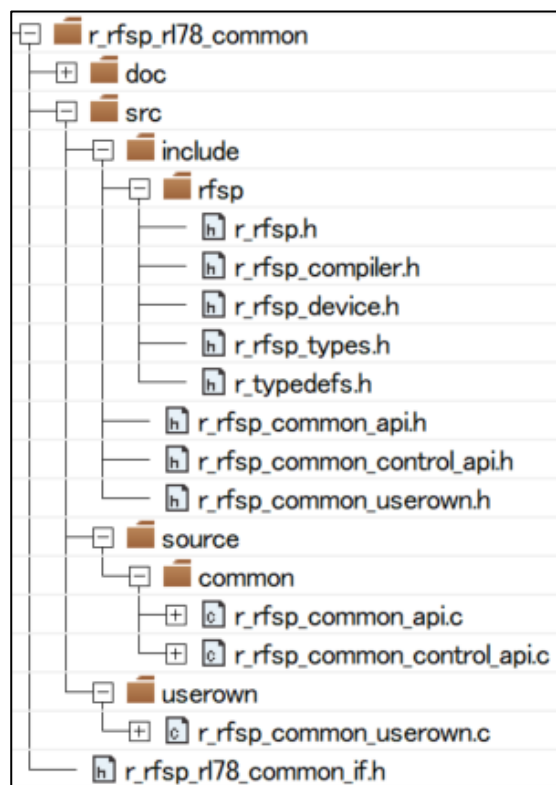 r_rfsp_rl78_common
doc
src
include
rfsp
r_rfsp.h
r_rfsp_compiler.h
r_rfsp_device.h
r_rfsp_types.h
r_typedefs.h
r_rfsp_common_api.h
r_rfsp_common_control_api.h
r_rfsp_common_userown.h
source
common
r_rfsp_common_api.c
r_rfsp_common_control_api.c
userown
r_rfsp_common_userown.c
r_rfsp_rl78_common_if.h